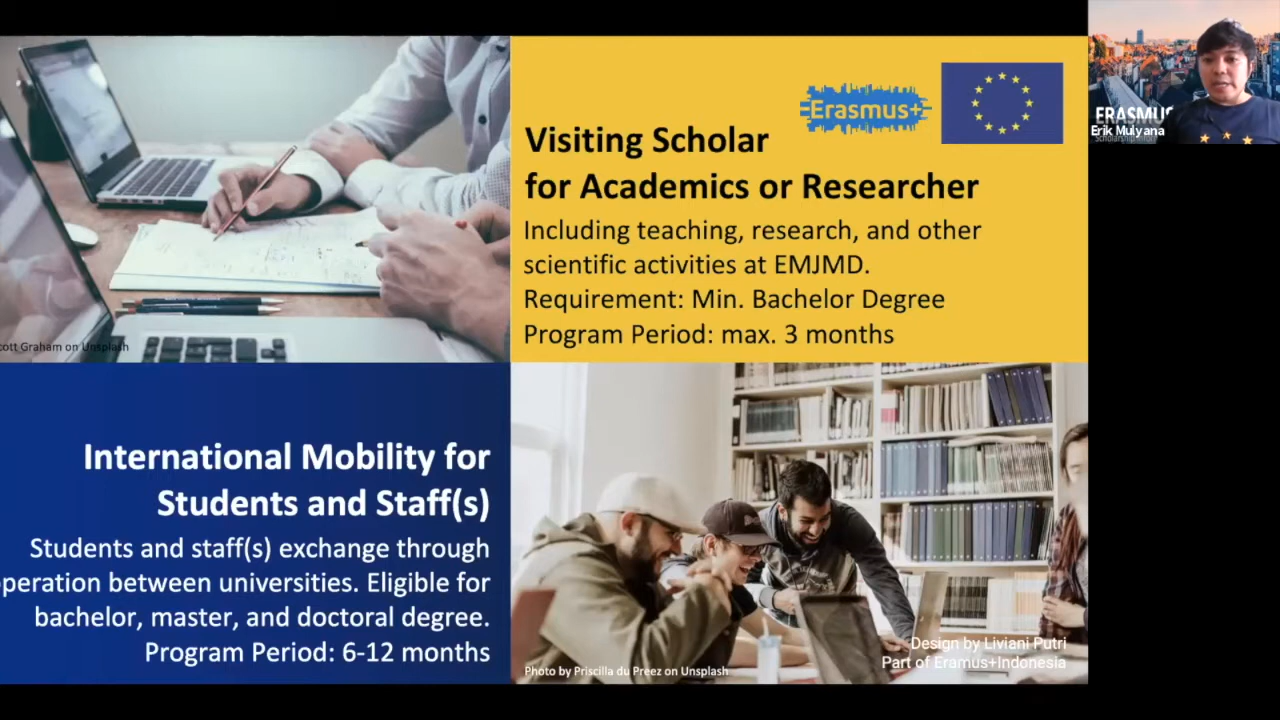 Erasmus+
Visiting Scholar
for Academics or Researcher
Including teaching, research, and other
scientific activities at EMJMD.
Requirement: Min. Bachelor Degree
Program Period: max. 3 months
cott Graham on Unsplash
International Mobility for
Students and Staff(s)
Students and staff(s) exchange through
operation between universities. Eligible for
bachelor, master, and doctoral degree.
Program Period: 6-12 months
Photo by Priscilla du Preez on Unsplash
Design by Liviani Putri
Part of Eramus+Indonesia
ERASMUS
Erik Mulyana